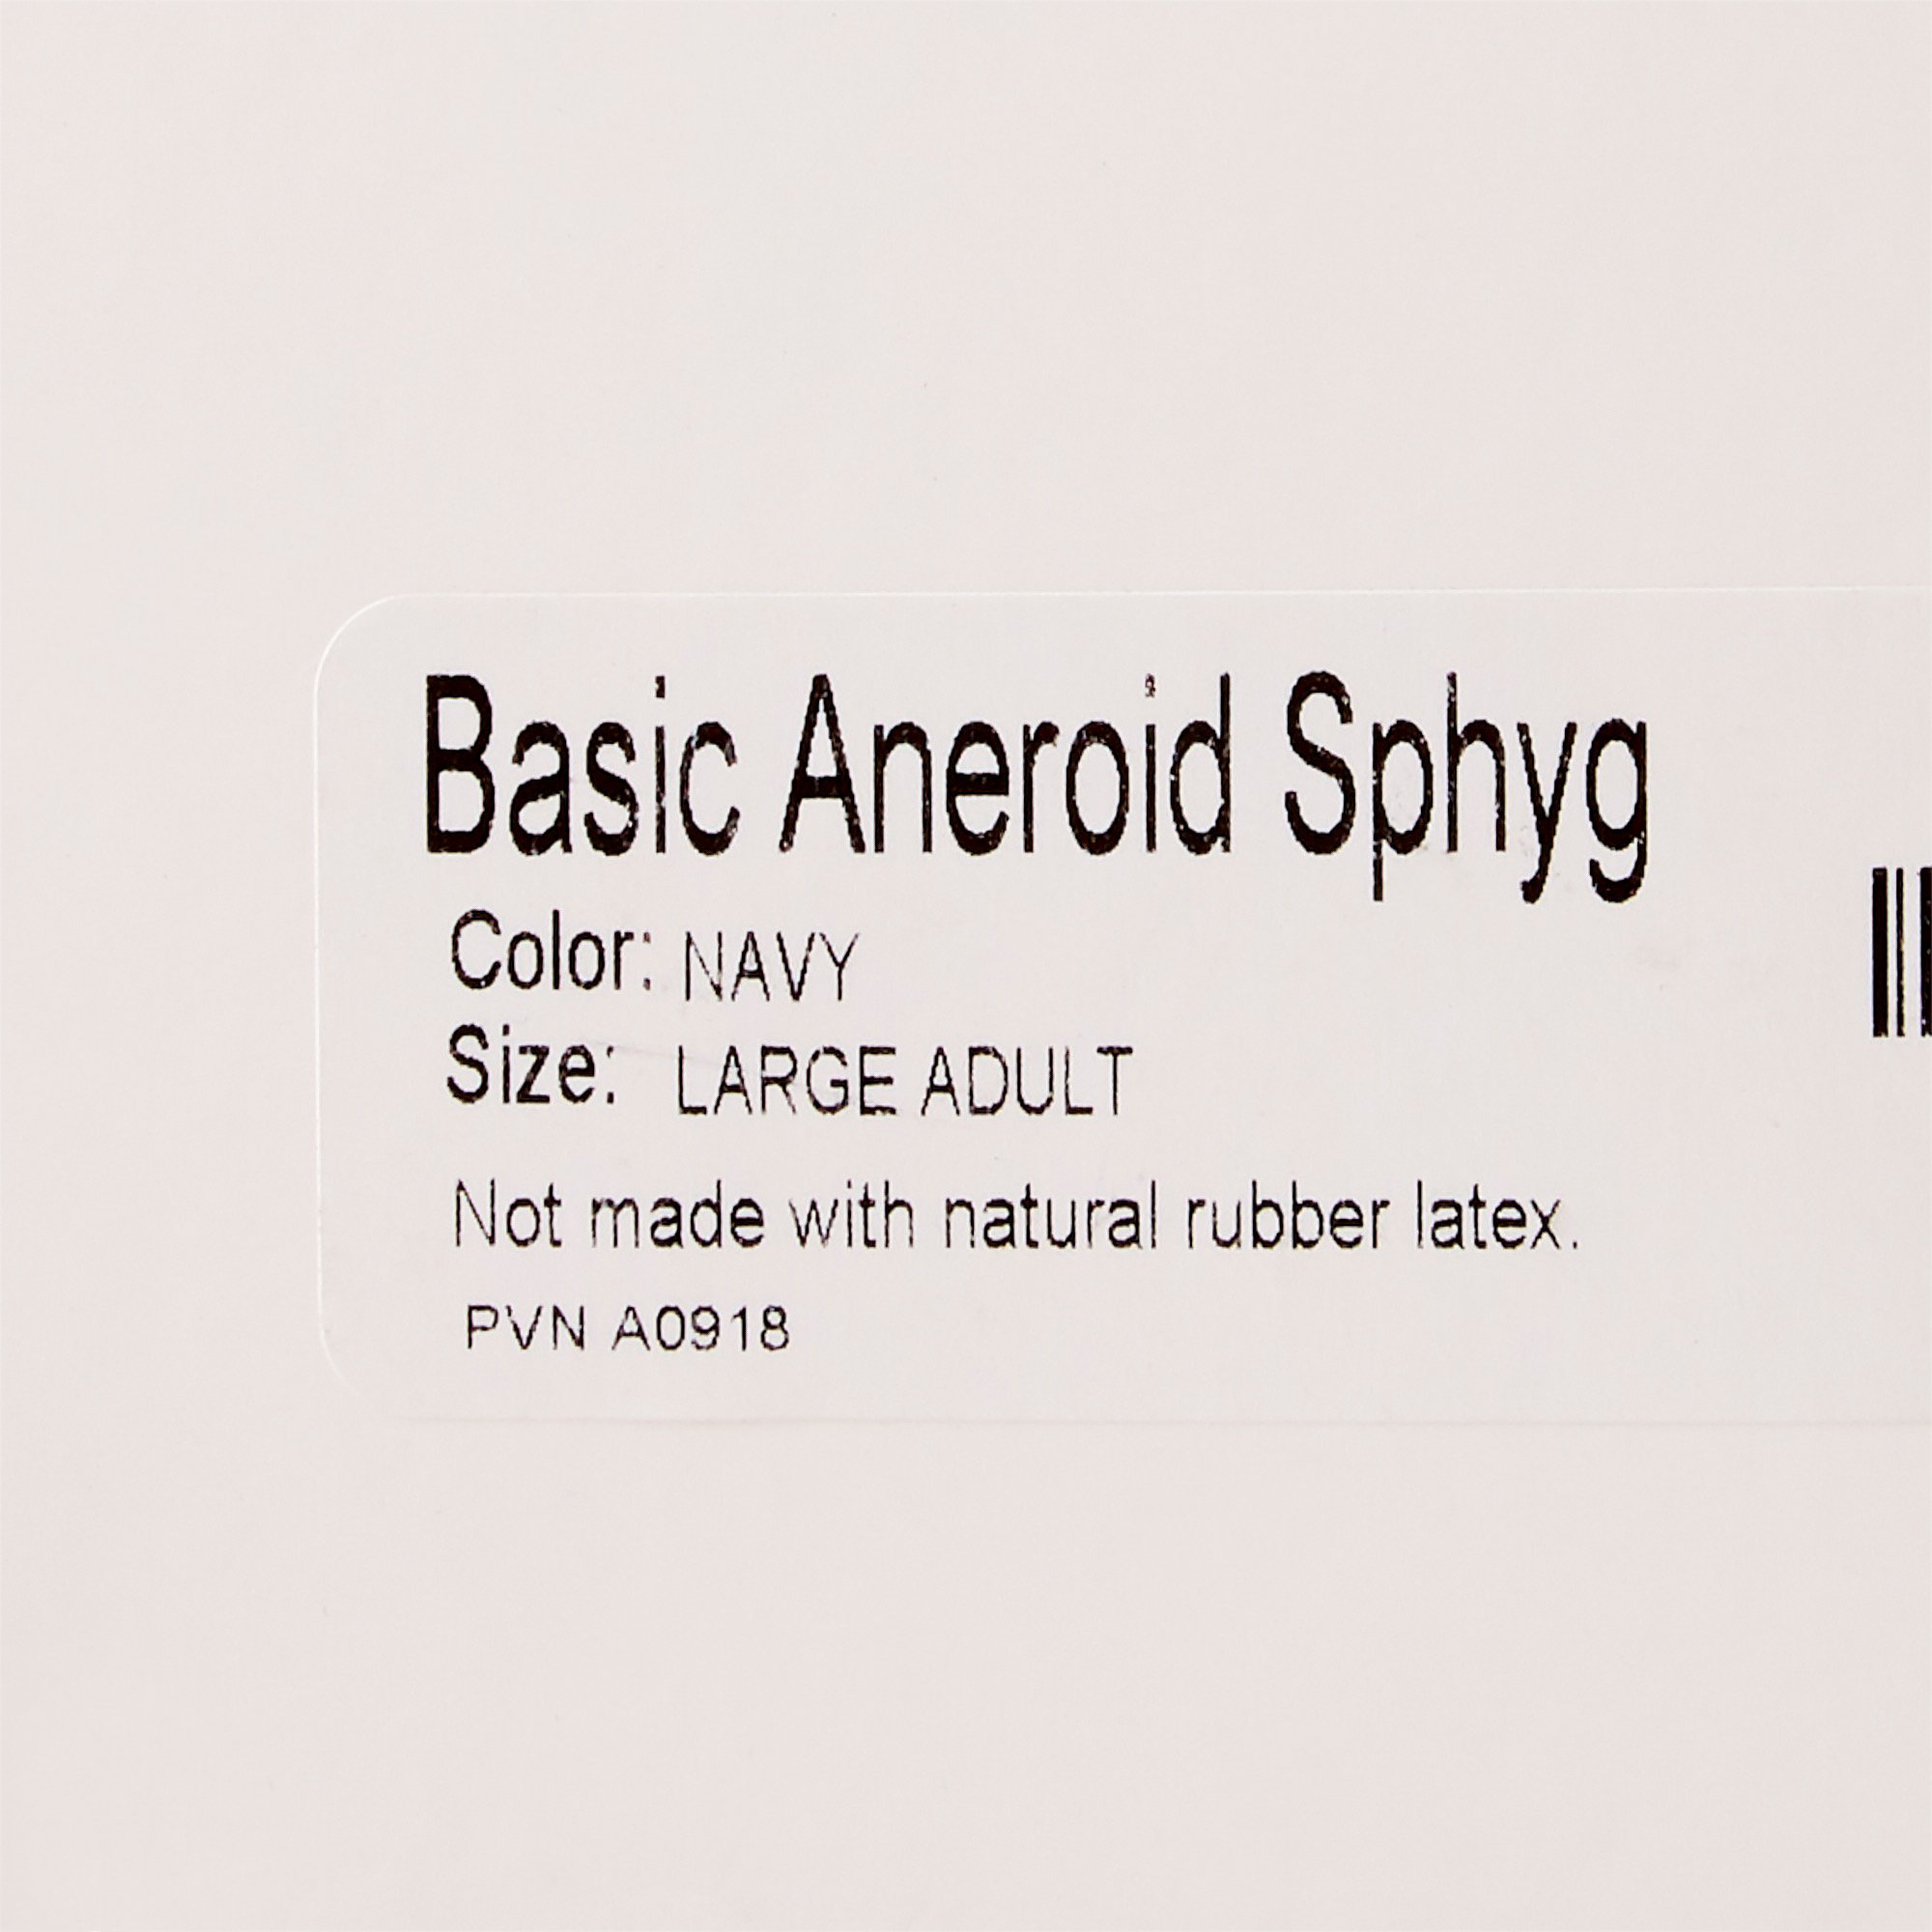 Basic Aneroid Sphyg
Color: NAVY
Size: LARGE ADULT
Not made with natural rubber latex.
PVN A0918